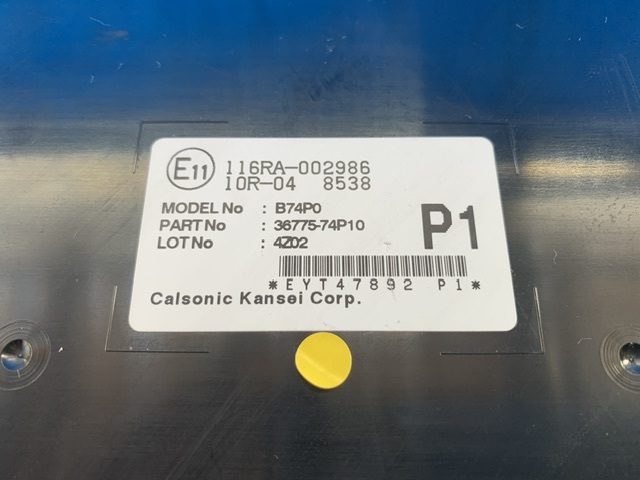 E11 116RA-002986
10R-04 8538
MODEL No : B74P0
PART No : 36775-74P10
LOT No : 4Z02
P1
*EYT47892 P1*
Calsonic Kansei Corp.